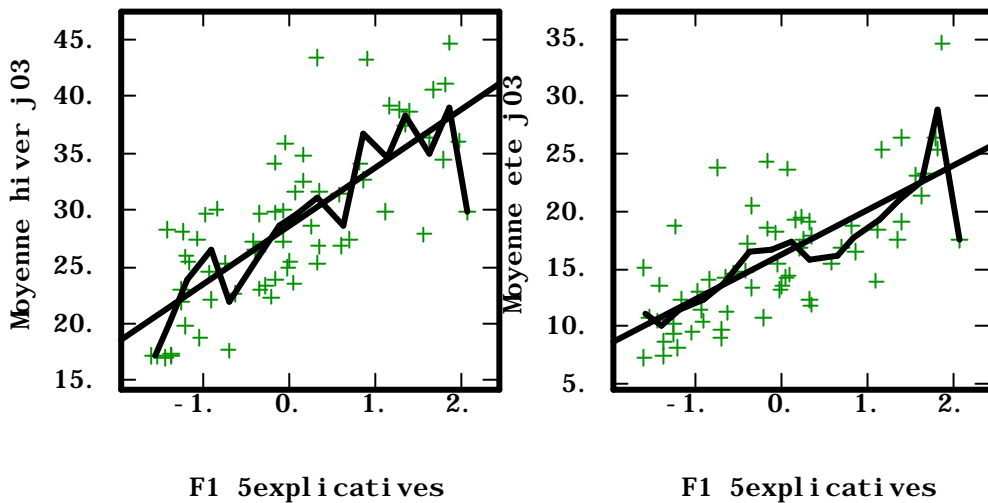 Moyenne hiver j03
45.
40.
35.
30.
25.
20.
15.
-1. 0. 1. 2.
F1 5explicatives
Moyenne ete j03
35.
30.
25.
20.
15.
10.
5.
-1. 0. 1. 2.
F1 5explicatives